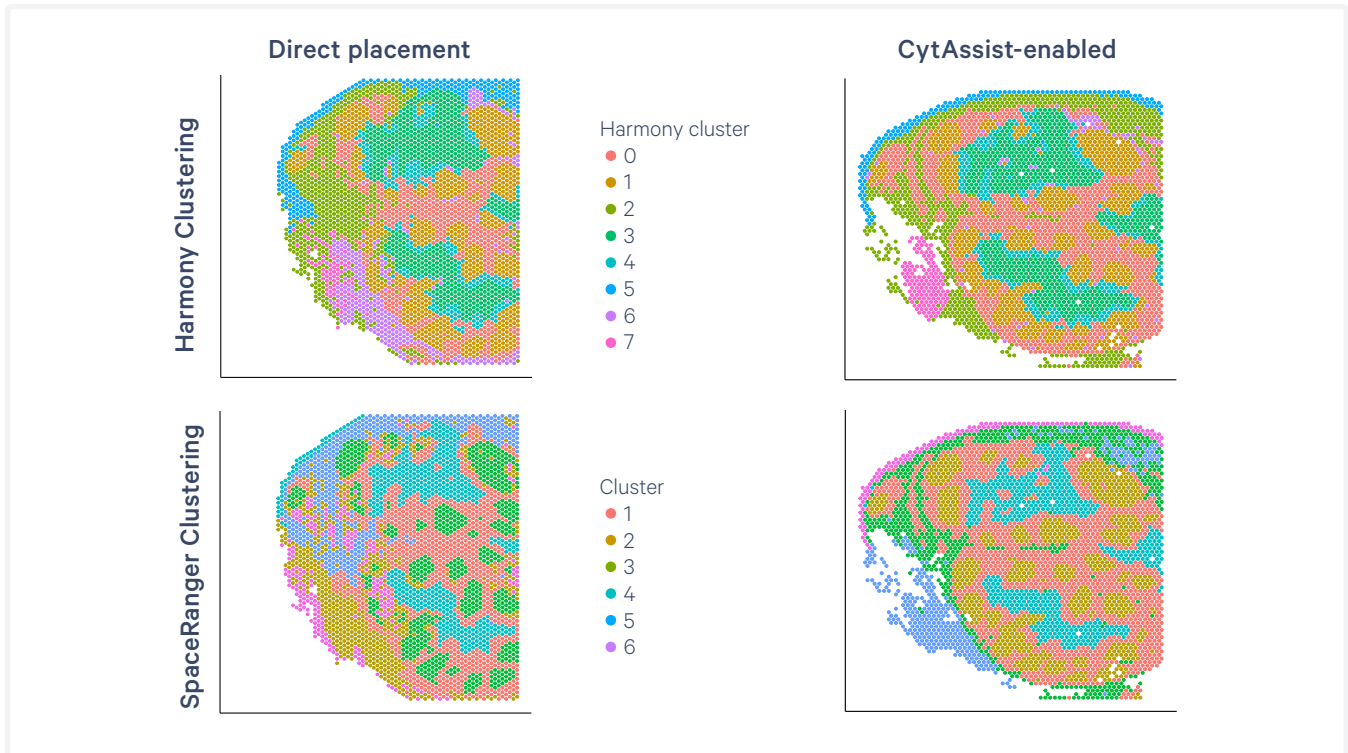 Direct placement
CytAssist-enabled
Harmony Clustering
Harmony cluster
0
1
2
3
4
5
6
7
SpaceRanger Clustering
Cluster
1
2
3
4
5
6